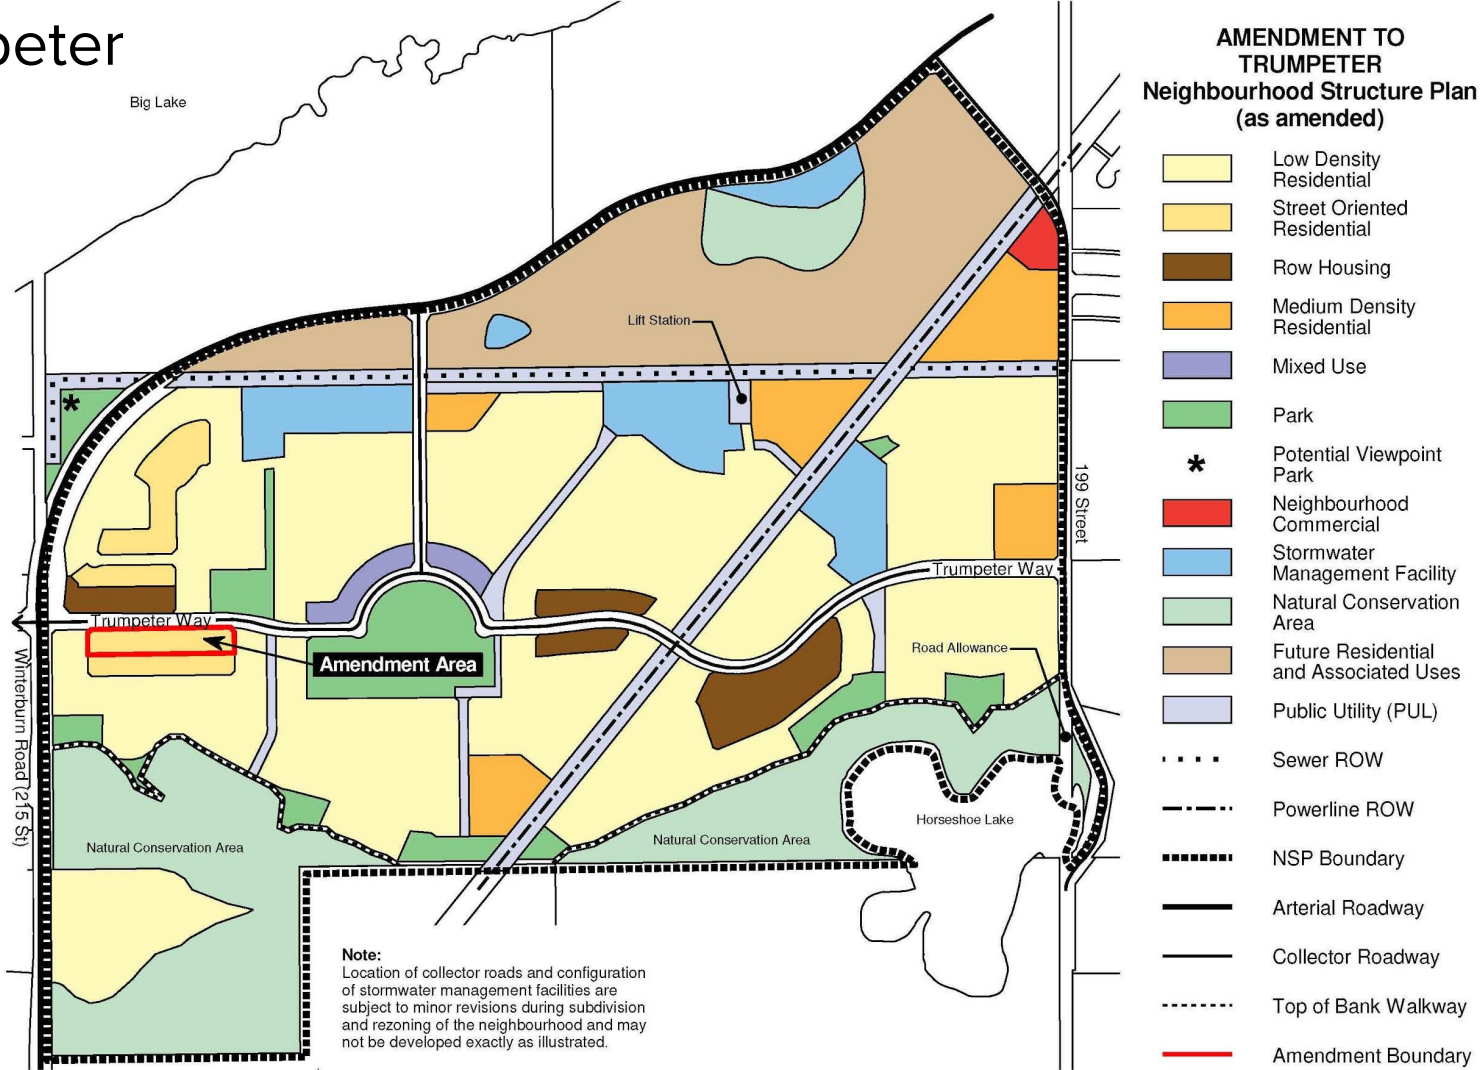 peter
Big Lake
Lift Station
199 Street
Trumpeter Way
Trumpeter Way
Amendment Area
Road Allowance
Winterburn Road (215 St)
Horseshoe Lake
Natural Conservation Area
Natural Conservation Area
Note:
Location of collector roads and configuration
of stormwater management facilities are
subject to minor revisions during subdivision
and rezoning of the neighbourhood and may
not be developed exactly as illustrated.
AMENDMENT TO
TRUMPETER
Neighbourhood Structure Plan
(as amended)
Low Density
Residential
Street Oriented
Residential
Row Housing
Medium Density
Residential
Mixed Use
Park
Potential Viewpoint
Park
Neighbourhood
Commercial
Stormwater
Management Facility
Natural Conservation
Area
Future Residential
and Associated Uses
Public Utility (PUL)
Sewer ROW
Powerline ROW
NSP Boundary
Arterial Roadway
Collector Roadway
Top of Bank Walkway
Amendment Boundary